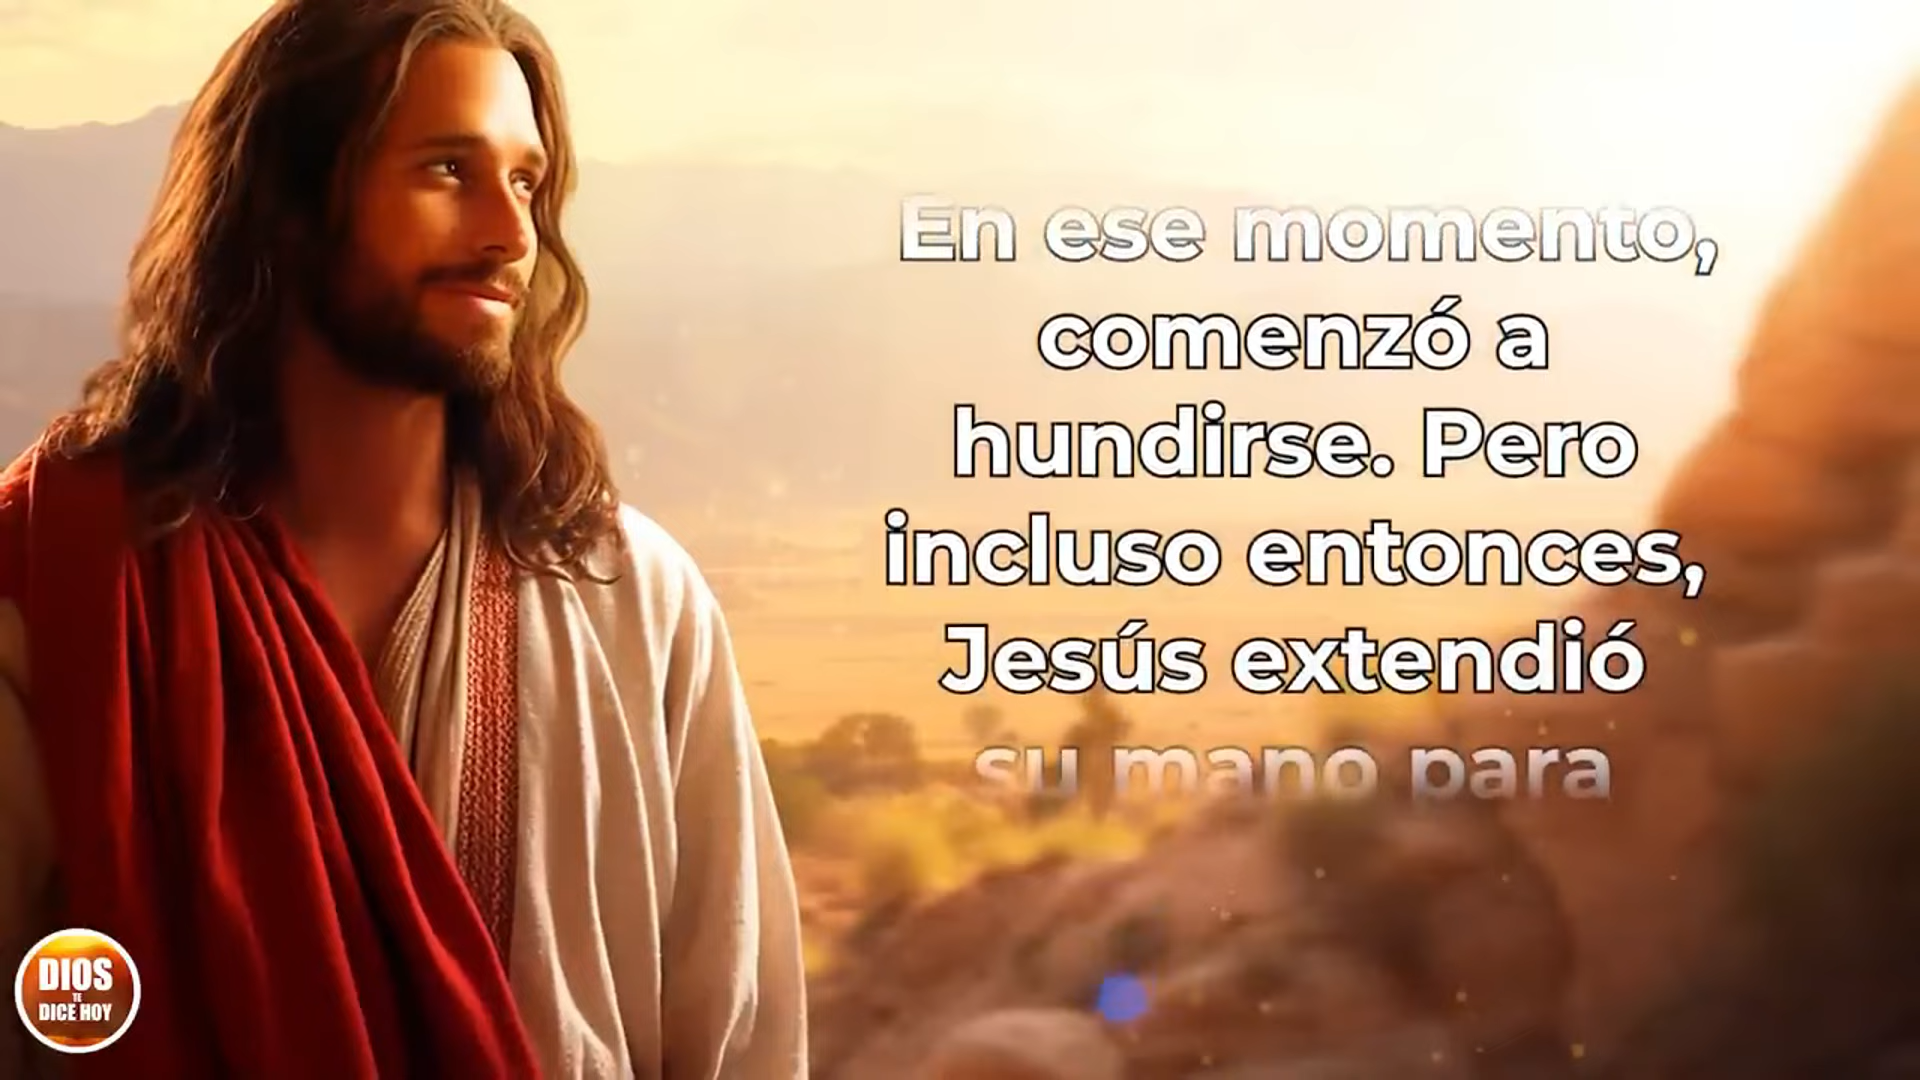 En ese momento,
comenzó a
hundirse. Pero
incluso entonces,
Jesús extendió
su mano para
DIOS
TE
DICE HOY